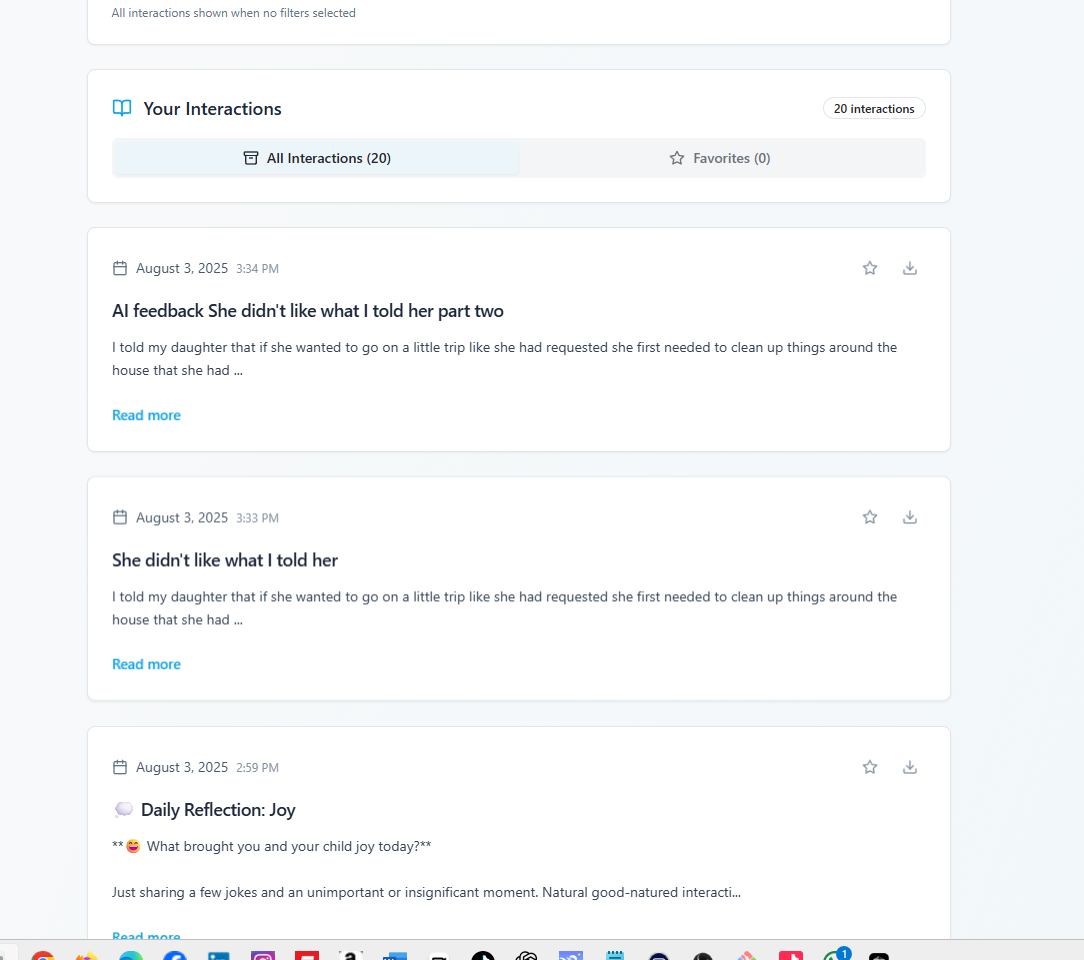 All interactions shown when no filters selected
Your Interactions
20 interactions
All Interactions (20)
Favorites (0)
August 3, 2025 3:34 PM
AI feedback She didn't like what I told her part two
I told my daughter that if she wanted to go on a little trip like she had requested she first needed to clean up things around the
house that she had ...
Read more
August 3, 2025 3:33 PM
She didn't like what I told her
I told my daughter that if she wanted to go on a little trip like she had requested she first needed to clean up things around the
house that she had ...
Read more
August 3, 2025 2:59 PM
💭 Daily Reflection: Joy
**😄 What brought you and your child joy today?**
Just sharing a few jokes and an unimportant or insignificant moment. Natural good-natured interacti...
Read more
1